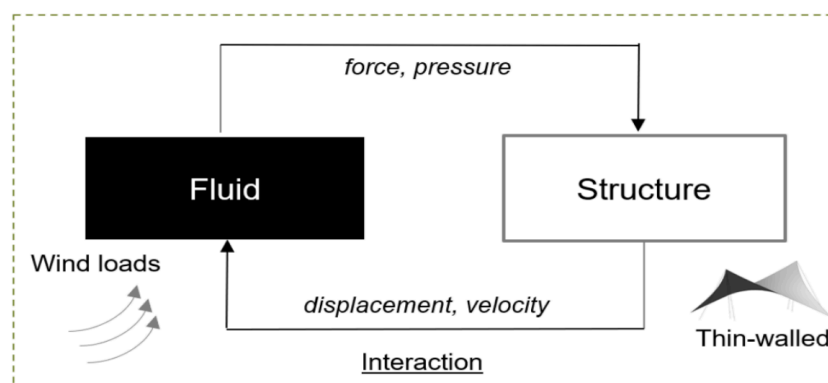 force, pressure
Fluid
Structure
Wind loads
displacement, velocity
Thin-walled
Interaction